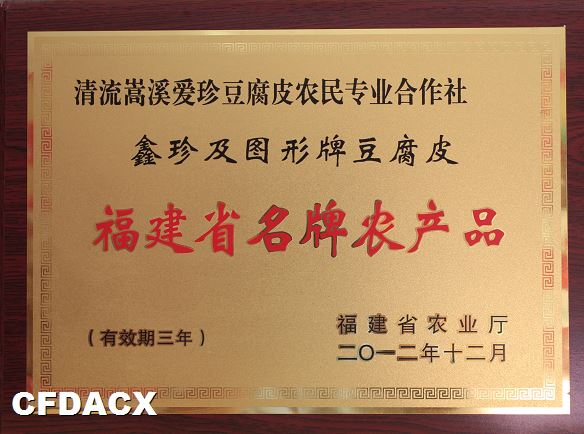 清流嵩溪爱珍豆腐皮农民专业合作社
鑫珍及图形牌豆腐皮
福建省名牌农产品
（有效期三年）
福建省农业厅
二〇一二年十二月
CFDACX